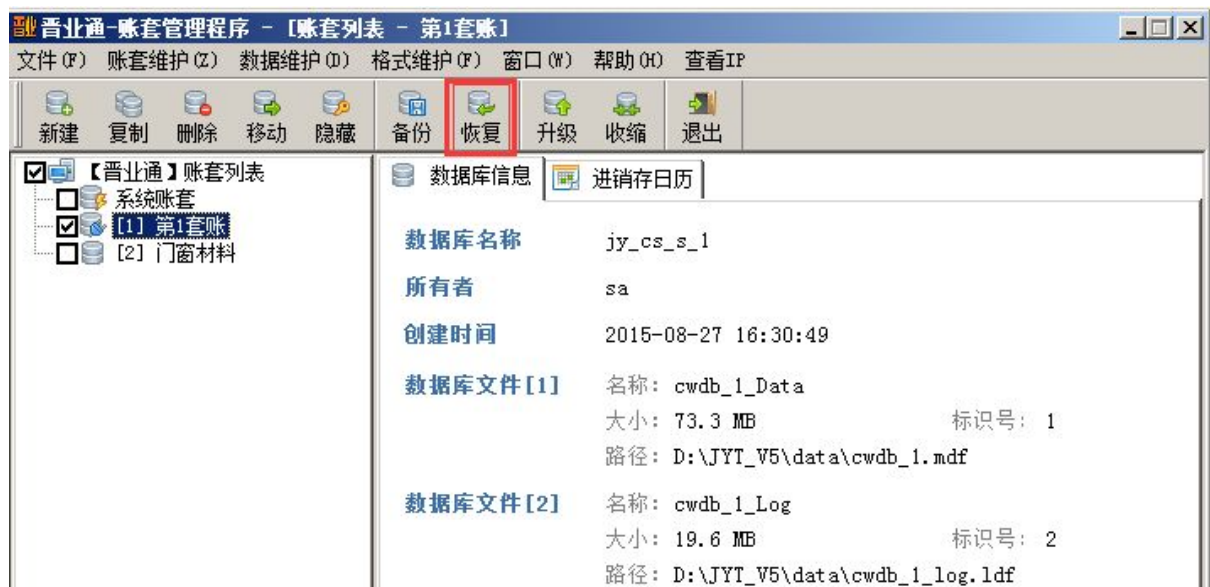 晋业通-账套管理程序 - [账套列表 - 第1套账]
文件(F) 账套维护(Z) 数据维护(D) 格式维护(F) 窗口(W) 帮助(H) 查看IP
新建 复制 删除 移动 隐藏 备份 恢复 升级 收缩 退出
【晋业通】账套列表
系统账套
[1] 第1套账
[2] 门窗材料
数据库信息 进销存日历
数据库名称 jy_cs_s_1
所有者 sa
创建时间 2015-08-27 16:30:49
数据库文件[1] 名称: cwdb_1_Data
大小: 73.3 MB 标识号: 1
路径: D:\JYT_V5\data\cwdb_1.mdf
数据库文件[2] 名称: cwdb_1_Log
大小: 19.6 MB 标识号: 2
路径: D:\JYT_V5\data\cwdb_1_log.ldf